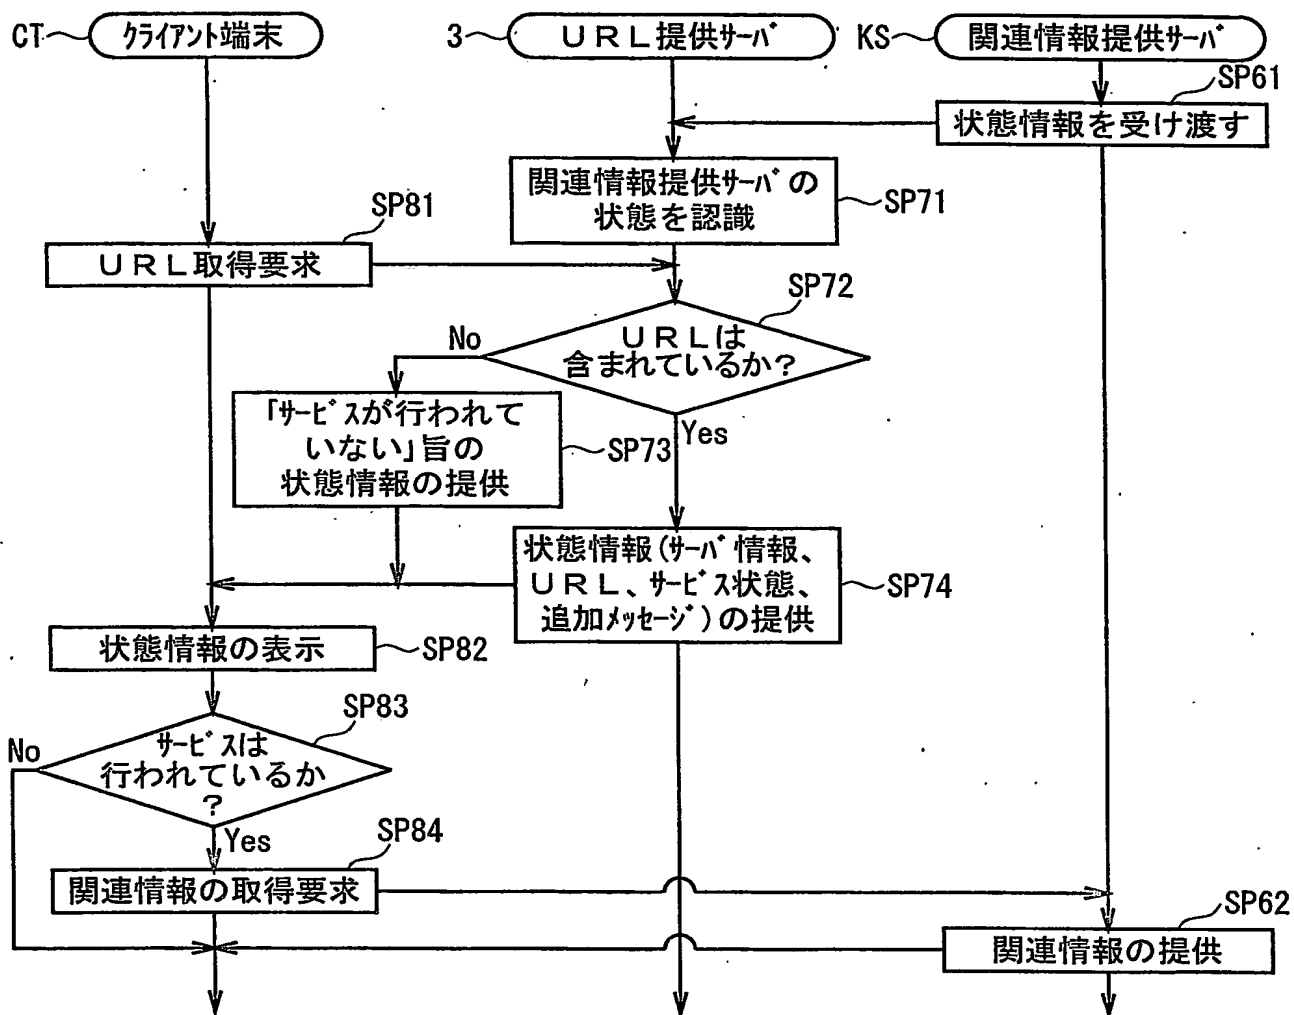 CT
クライアント端末
3
ＵＲＬ提供サーバ
KS
関連情報提供サーバ
SP61
状態情報を受け渡す
関連情報提供サーバの
状態を認識
SP71
SP81
ＵＲＬ取得要求
SP72
ＵＲＬは
含まれているか？
No
Yes
「サービスが行われて
いない」旨の
状態情報の提供
SP73
状態情報(サーバ情報、
ＵＲＬ、サービス状態、
追加メッセージ)の提供
SP74
状態情報の表示
SP82
SP83
サービスは
行われているか
？
No
Yes
SP84
関連情報の取得要求
SP62
関連情報の提供